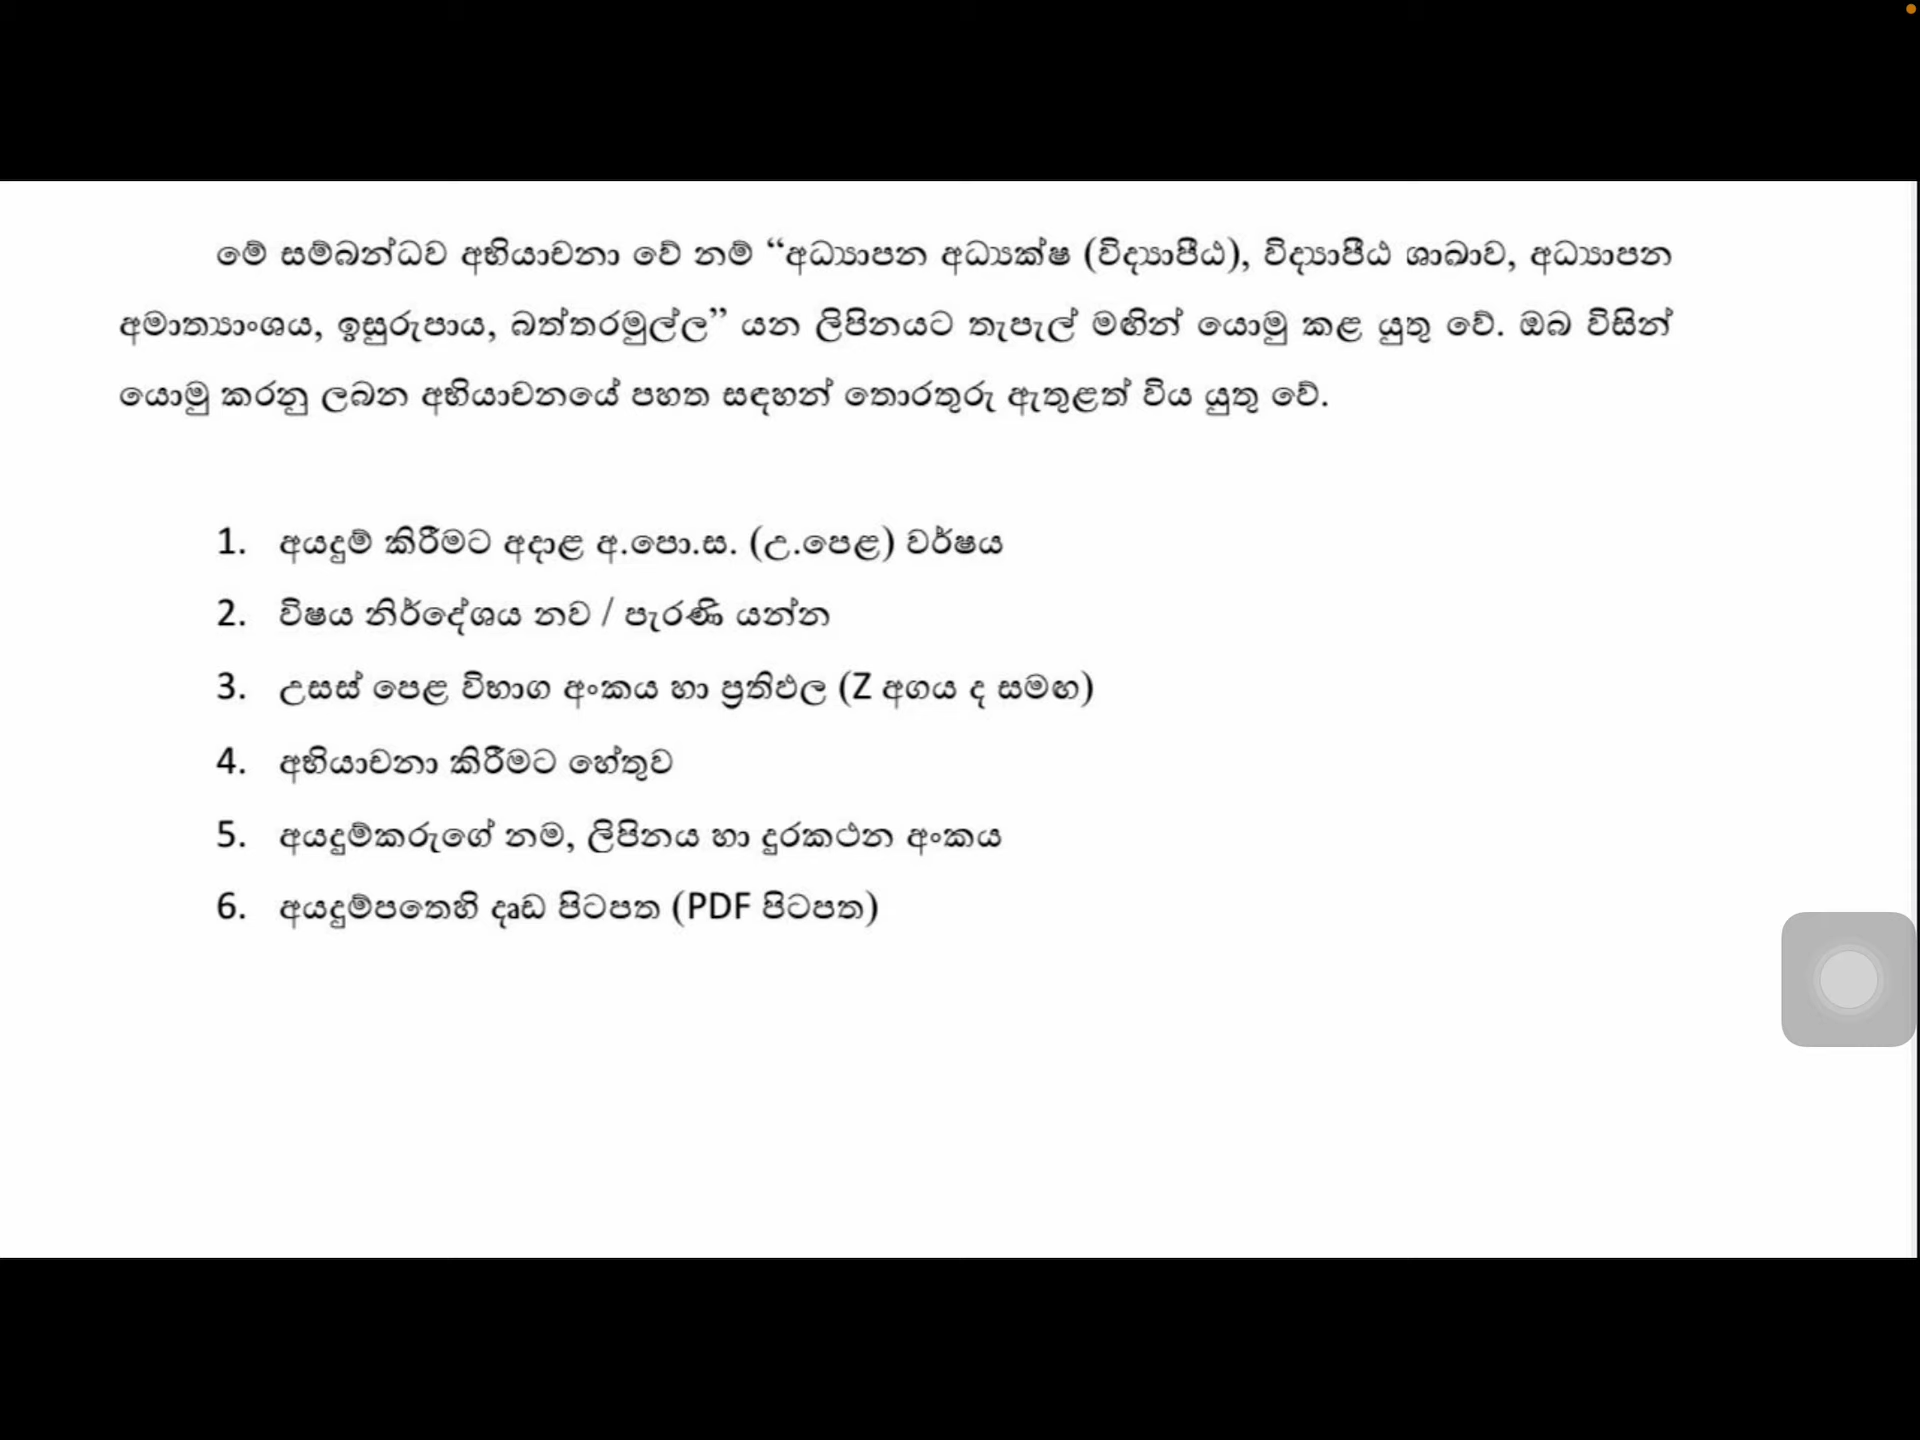 මේ සම්බන්ධව අභියාචනා වේ නම් “අධ්‍යාපන අධ්‍යක්ෂ (විද්‍යාපීඨ), විද්‍යාපීඨ ශාඛාව, අධ්‍යාපන
අමාත්‍යාංශය, ඉසුරුපාය, බත්තරමුල්ල” යන ලිපිනයට තැපැල් මඟින් යොමු කළ යුතු වේ. ඔබ විසින්
යොමු කරනු ලබන අභියාචනයේ පහත සඳහන් තොරතුරු ඇතුළත් විය යුතු වේ.
1. අයදුම් කිරීමට අදාළ අ.පො.ස. (උ.පෙළ) වර්ෂය
2. විෂය නිර්දේශය නව / පැරණි යන්න
3. උසස් පෙළ විභාග අංකය හා ප්‍රතිඵල (Z අගය ද සමඟ)
4. අභියාචනා කිරීමට හේතුව
5. අයදුම්කරුගේ නම, ලිපිනය හා දුරකථන අංකය
6. අයදුම්පතෙහි දෘඩ පිටපත (PDF පිටපත)